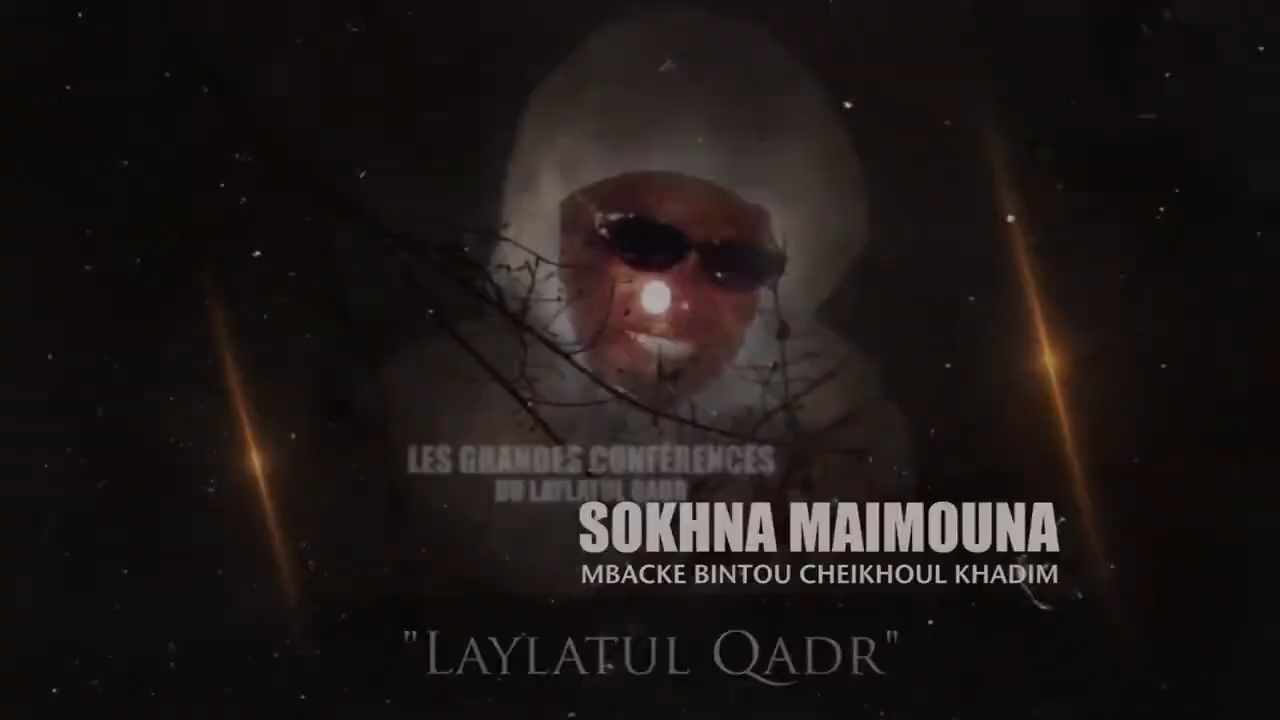 LES GRANDES CONFÉRENCES
DU LAYLATUL QADR
SOKHNA MAIMOUNA
MBACKE BINTOU CHEIKHOUL KHADIM
"LAYLATUL QADR"